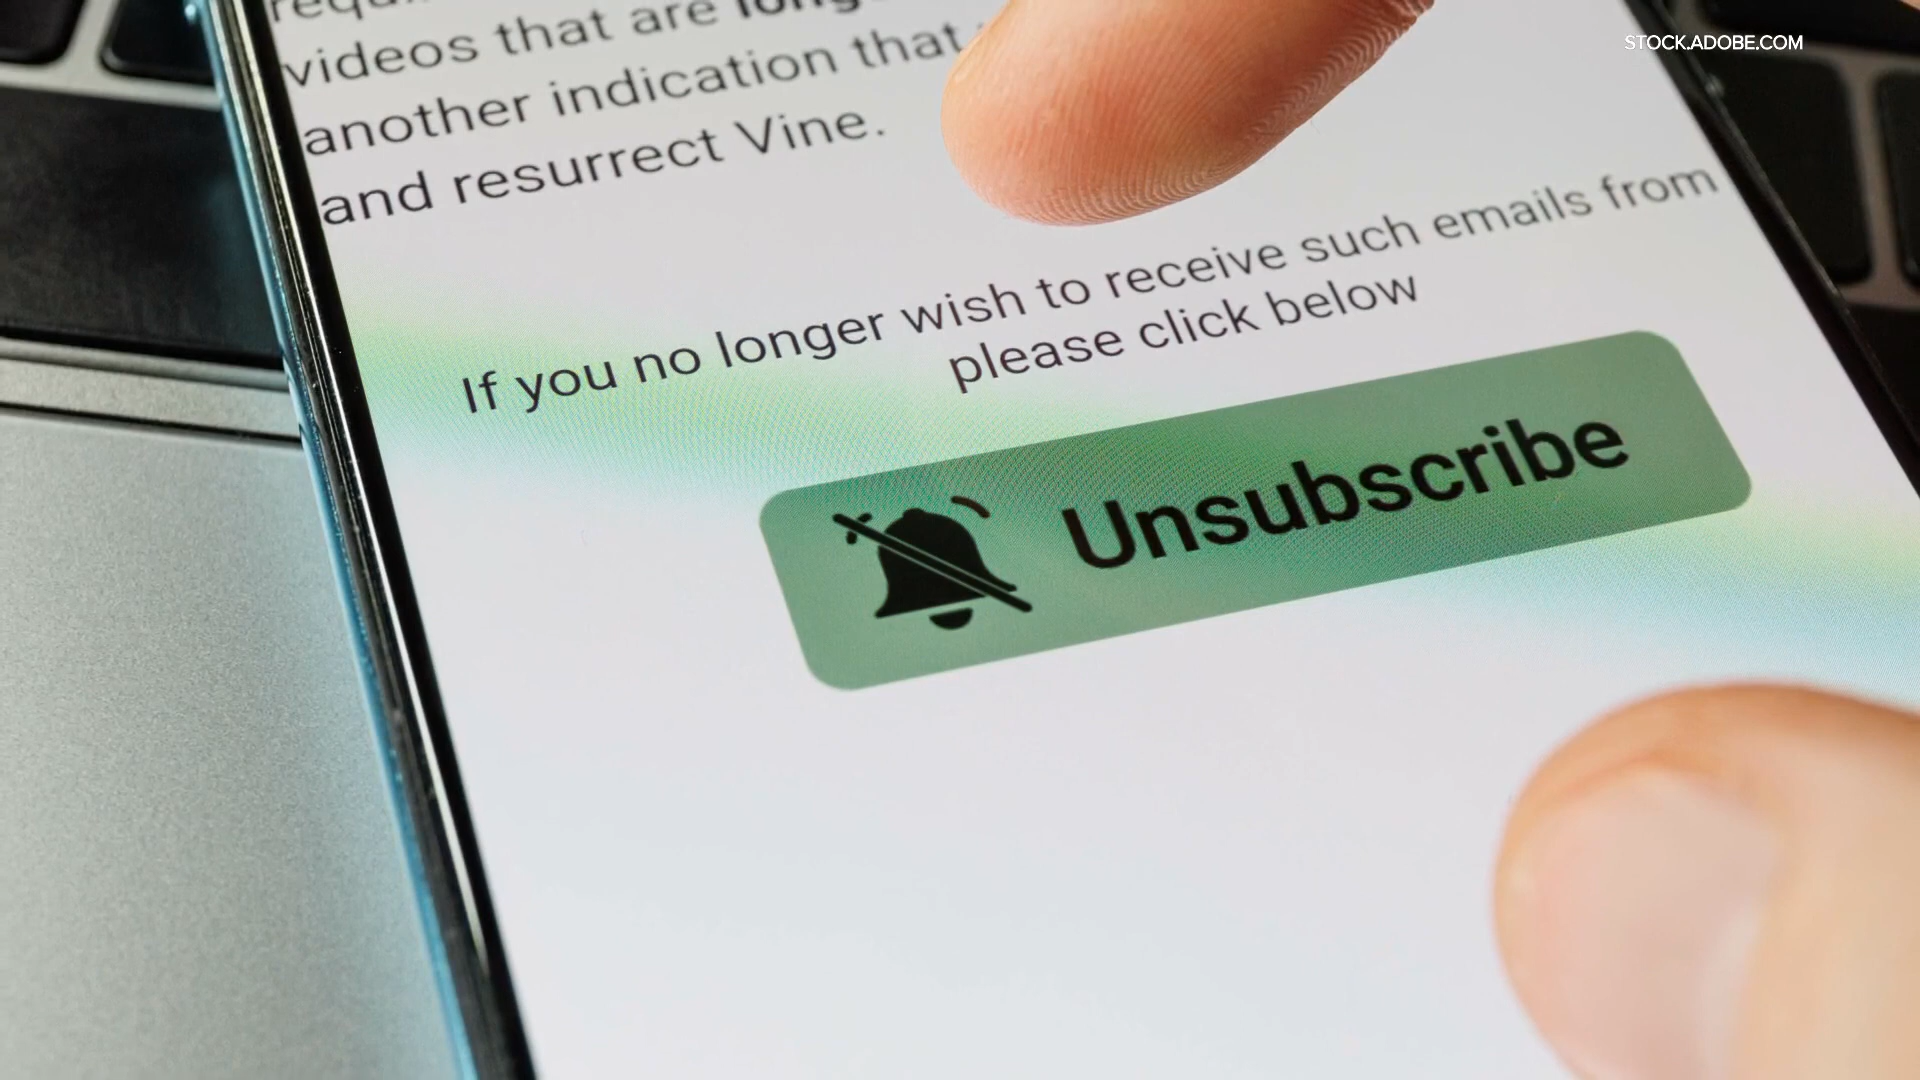 STOCK.ADOBE.COM
videos that are
another indication that
and resurrect Vine.
If you no longer wish to receive such emails from
please click below
Unsubscribe